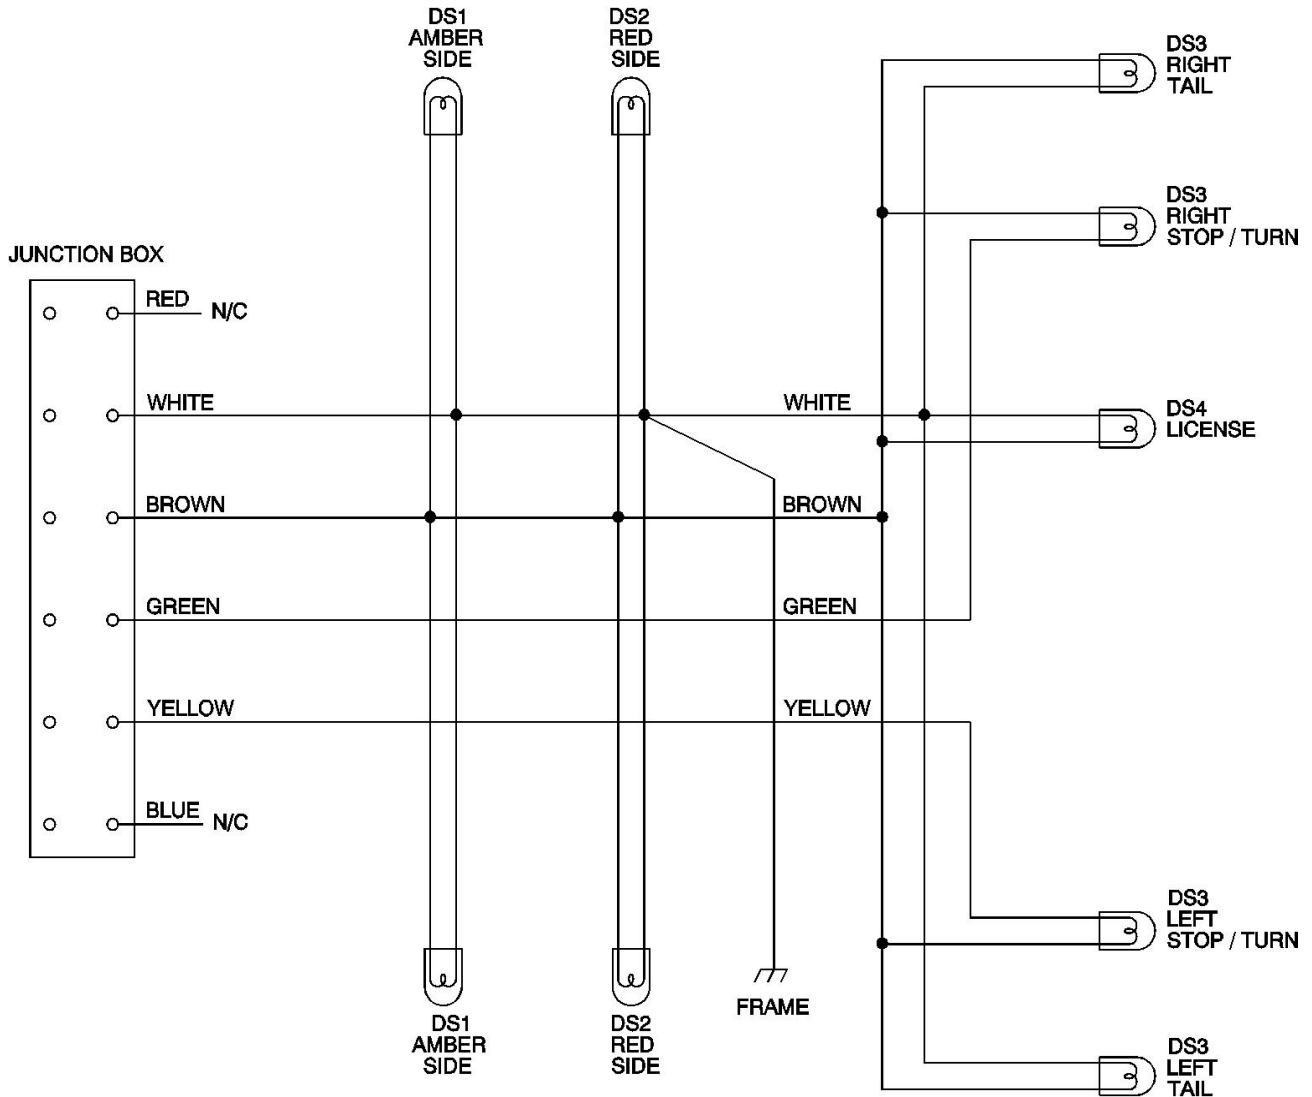 DS1
AMBER
SIDE
DS2
RED
SIDE
DS3
RIGHT
TAIL
DS3
RIGHT
STOP / TURN
JUNCTION BOX
RED
N/C
WHITE
WHITE
DS4
LICENSE
BROWN
BROWN
GREEN
GREEN
YELLOW
YELLOW
BLUE
N/C
DS3
LEFT
STOP / TURN
FRAME
DS1
AMBER
SIDE
DS2
RED
SIDE
DS3
LEFT
TAIL